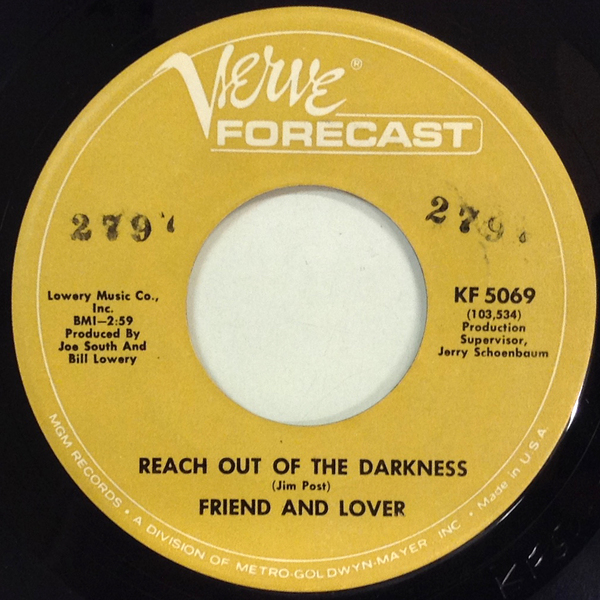 Verve®
FORECAST
279
279
Lowery Music Co.,
Inc.
BMI—2:59
Produced By
Joe South And
Bill Lowery
KF 5069
(103,534)
Production
Supervisor,
Jerry Schoenbaum
REACH OUT OF THE DARKNESS
(Jim Post)
FRIEND AND LOVER
MGM RECORDS • A DIVISION OF METRO-GOLDWYN-MAYER INC • Made in U.S.A.